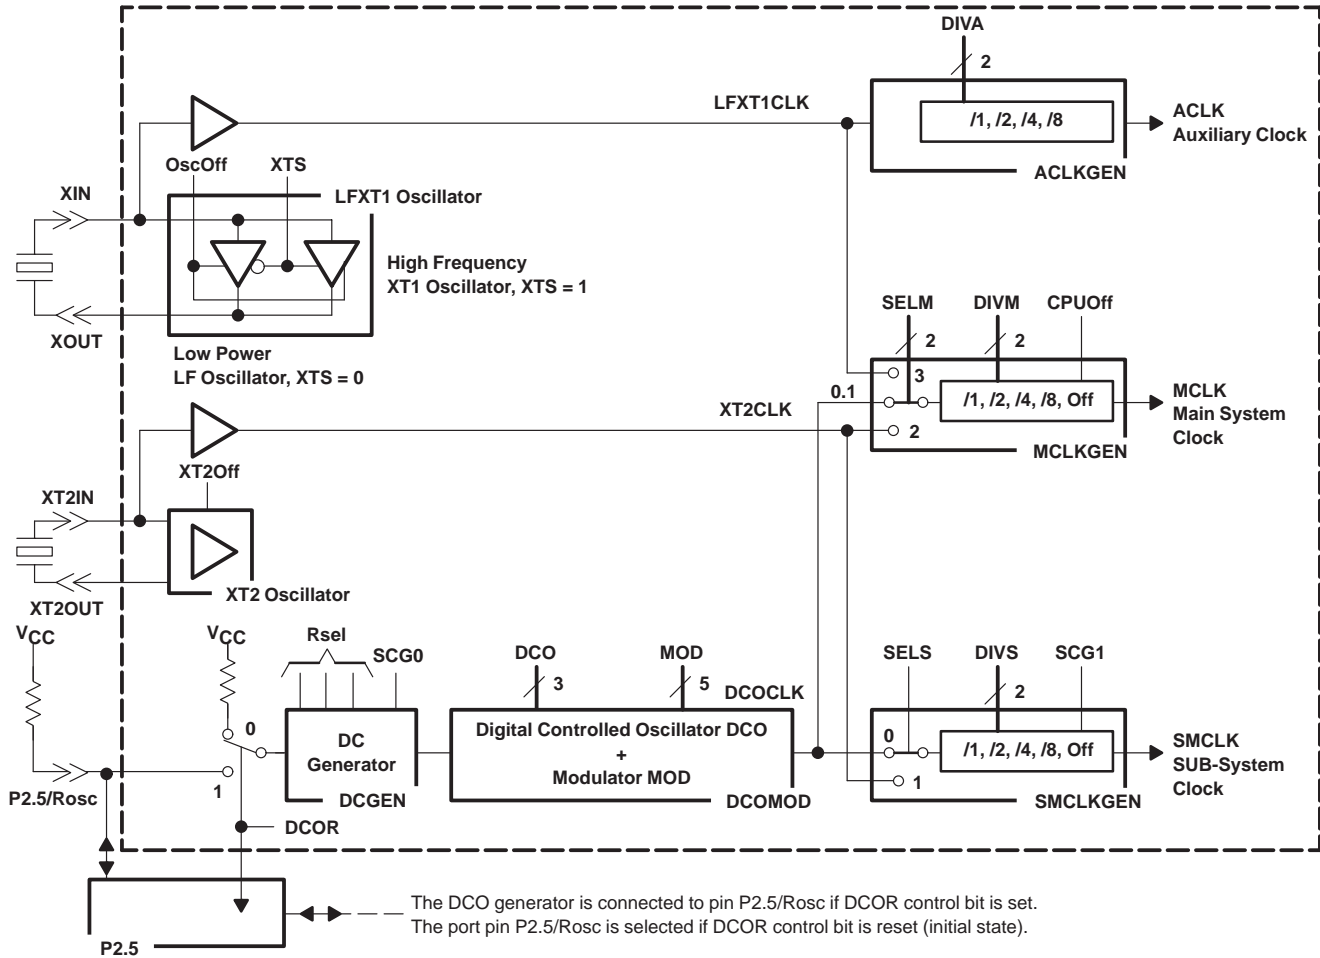 DIVA
2
LFXT1CLK
/1, /2, /4, /8
ACLK
Auxiliary Clock
ACLKGEN
OscOff
XTS
XIN
LFXT1 Oscillator
High Frequency
XT1 Oscillator, XTS = 1
XOUT
Low Power
LF Oscillator, XTS = 0
SELM
DIVM
CPUOff
2
2
3
0.1
/1, /2, /4, /8, Off
MCLK
Main System
Clock
2
MCLKGEN
XT2CLK
XT2Off
XT2IN
XT2OUT
XT2 Oscillator
VCC
VCC
Rsel
SCG0
DCO
3
MOD
5
DCOCLK
SELS
DIVS
SCG1
2
0
DC
Generator
DCGEN
Digital Controlled Oscillator DCO
+
Modulator MOD
DCOMOD
0
/1, /2, /4, /8, Off
1
SMCLK
SUB-System
Clock
SMCLKGEN
P2.5/Rosc
1
DCOR
P2.5
The DCO generator is connected to pin P2.5/Rosc if DCOR control bit is set.
The port pin P2.5/Rosc is selected if DCOR control bit is reset (initial state).